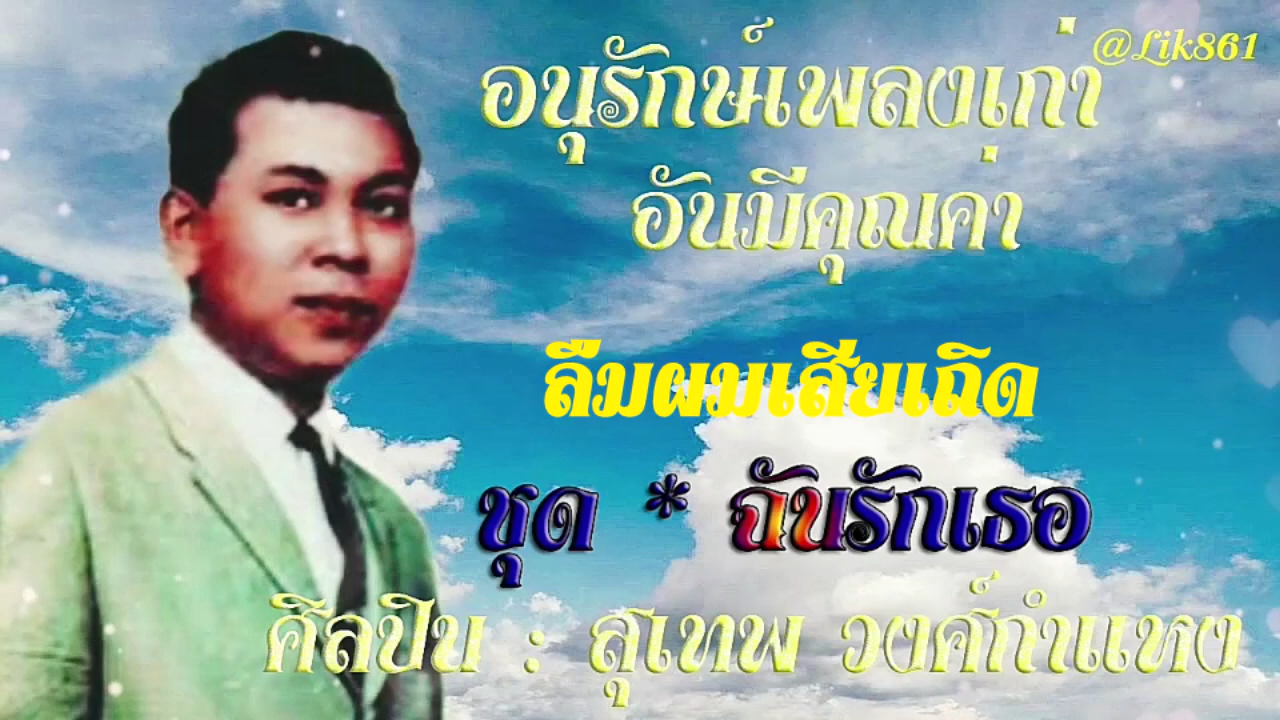 อนุรักษ์เพลงเก่า
@Lik861
อันมีคุณค่า
ลืมผมเสียเถิด
ชุด * ฉันรักเธอ
ศิลปิน : สุเทพ วงศ์กำแหง